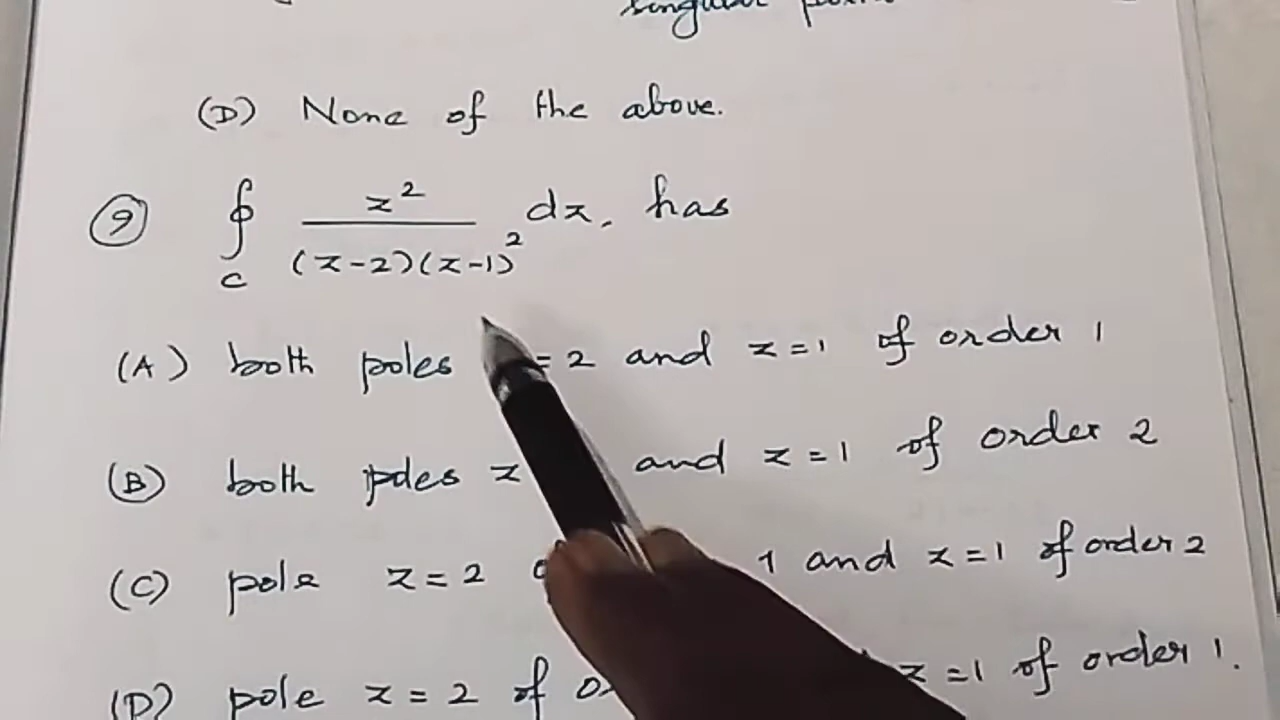 singular
(D) None of the above.
(9) ∮ z² / (z-2)(z-1)² dz, has
C
(A) both poles = 2 and z=1 of order 1
(B) both poles z and z=1 of order 2
(C) pole z=2 1 and z=1 of order 2
(D) pole z=2 of z=1 of order 1.